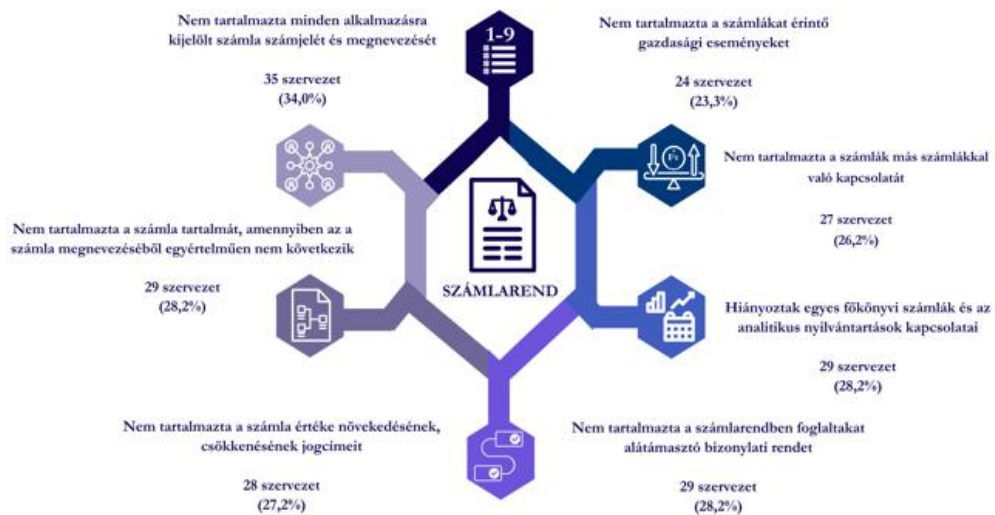 Nem tartalmazta minden alkalmazásra
kijelölt számla számjelét és megnevezését
35 szervezet
(34,0%)
1-9
Nem tartalmazta a számlákat érintő
gazdasági eseményeket
24 szervezet
(23,3%)
Nem tartalmazta a számlák más számlákkal
való kapcsolatát
27 szervezet
(26,2%)
Nem tartalmazta a számla tartalmát, amennyiben az a
számla megnevezéséből egyértelműen nem következik
29 szervezet
(28,2%)
SZÁMLAREND
Hiányoztak egyes főkönyvi számlák és az
analitikus nyilvántartások kapcsolatai
29 szervezet
(28,2%)
Nem tartalmazta a számla értéke növekedésének,
csökkenésének jogcímeit
28 szervezet
(27,2%)
Nem tartalmazta a számlarendben foglaltakat
alátámasztó bizonylati rendet
29 szervezet
(28,2%)